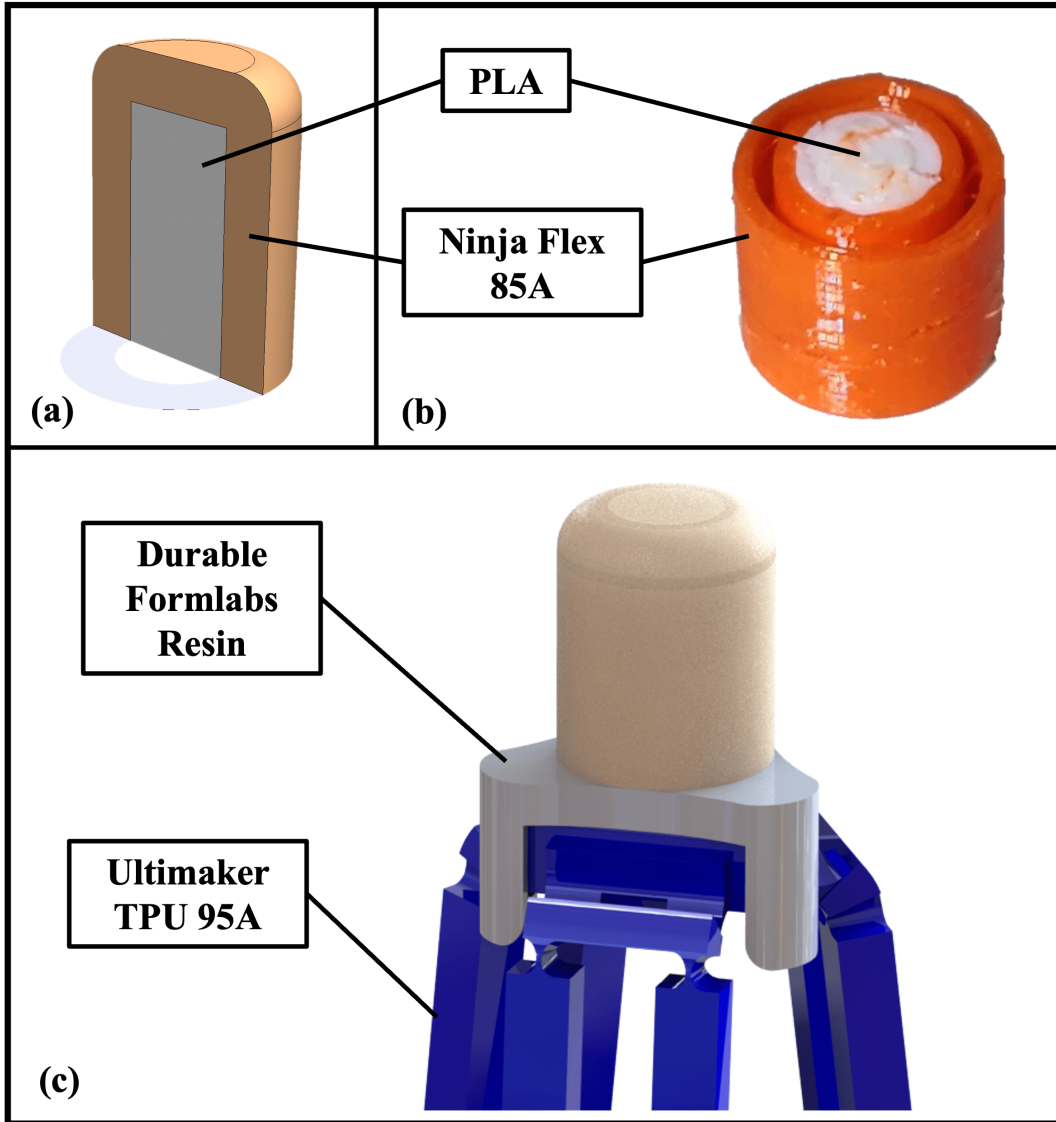 PLA
Ninja Flex
85A
(a)
(b)
Durable
Formlabs
Resin
Ultimaker
TPU 95A
(c)